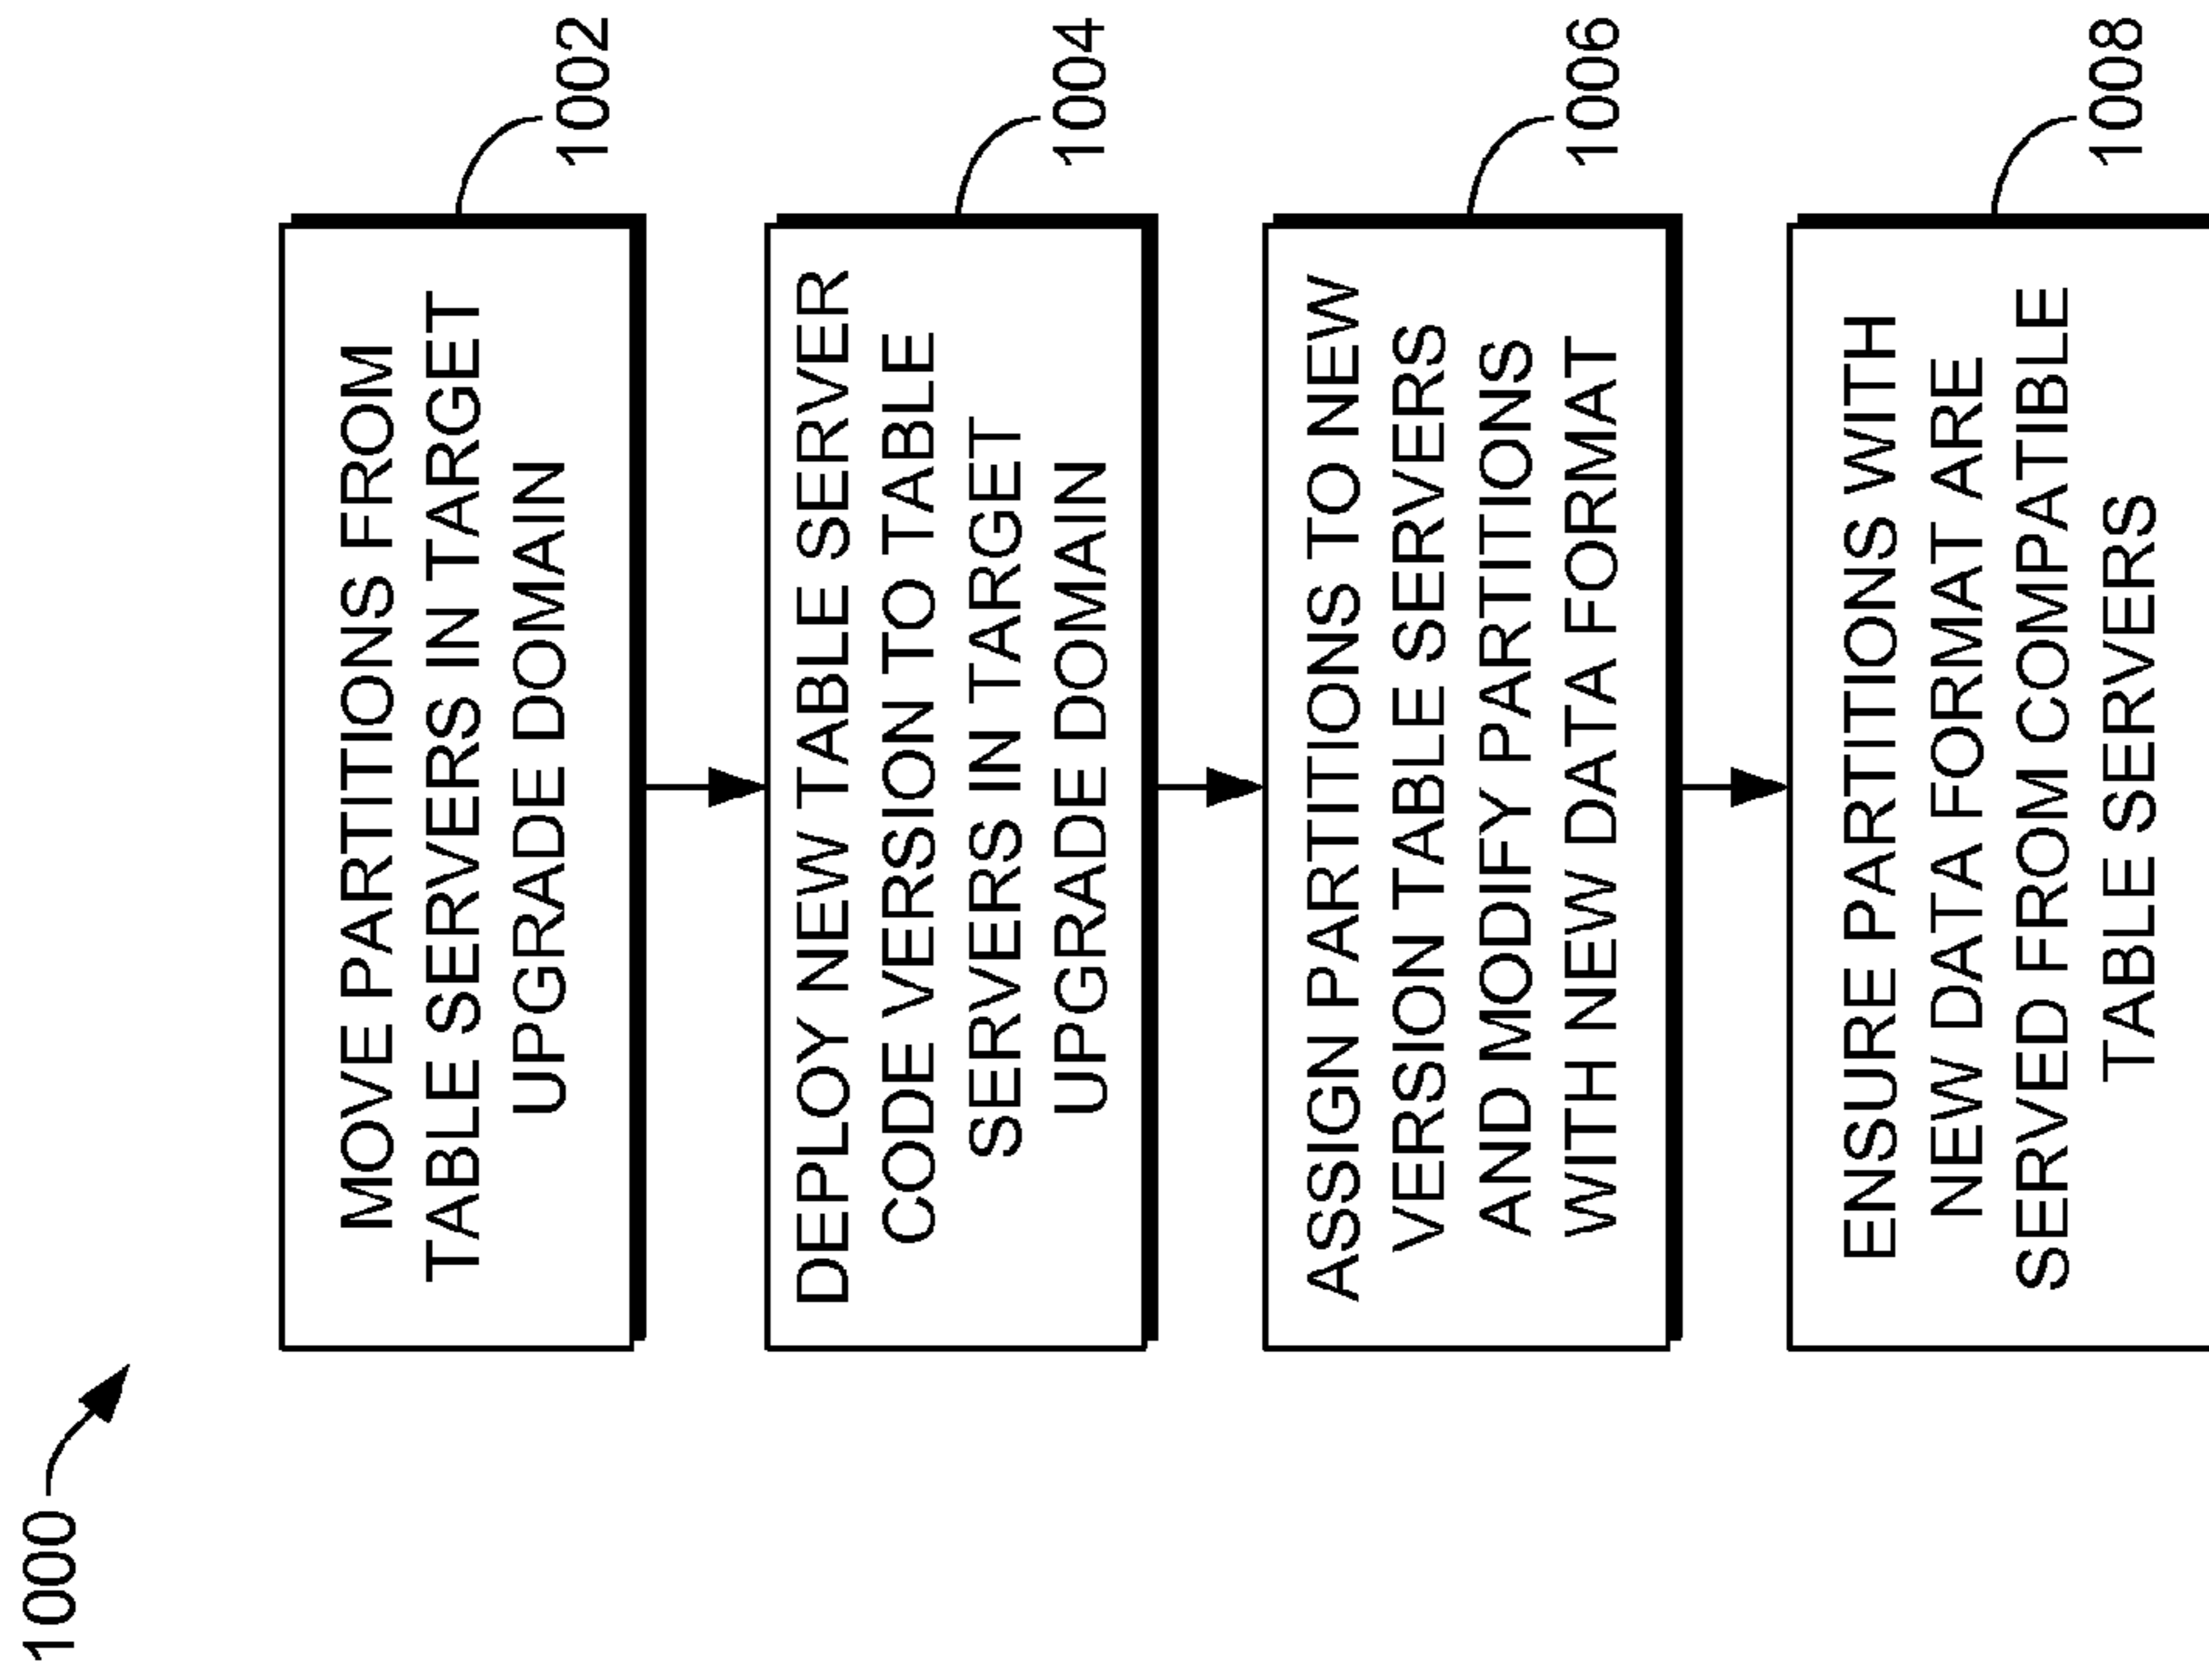 1000
MOVE PARTITIONS FROM
TABLE SERVERS IN TARGET
UPGRADE DOMAIN
1002
DEPLOY NEW TABLE SERVER
CODE VERSION TO TABLE
SERVERS IN TARGET
UPGRADE DOMAIN
1004
ASSIGN PARTITIONS TO NEW
VERSION TABLE SERVERS
AND MODIFY PARTITIONS
WITH NEW DATA FORMAT
1006
ENSURE PARTITIONS WITH
NEW DATA FORMAT ARE
SERVED FROM COMPATIBLE
TABLE SERVERS
1008